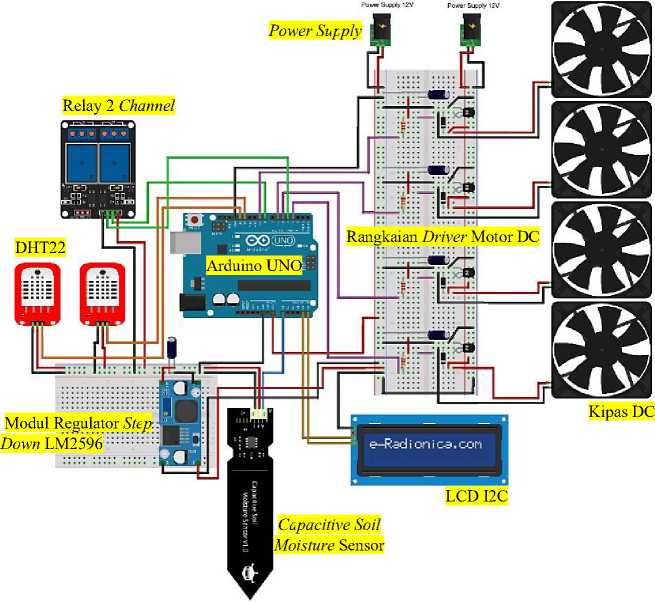 Power Supply 12V
Power Supply 12V
Power Supply
Relay 2 Channel
DHT22
UNO
Arduino UNO
Rangkaian Driver Motor DC
Modul Regulator Step
Down LM2596
Kipas DC
e-Radionica.com
LCD I2C
Capacitive Soil
Moisture Sensor v1.0
Capacitive Soil
Moisture Sensor